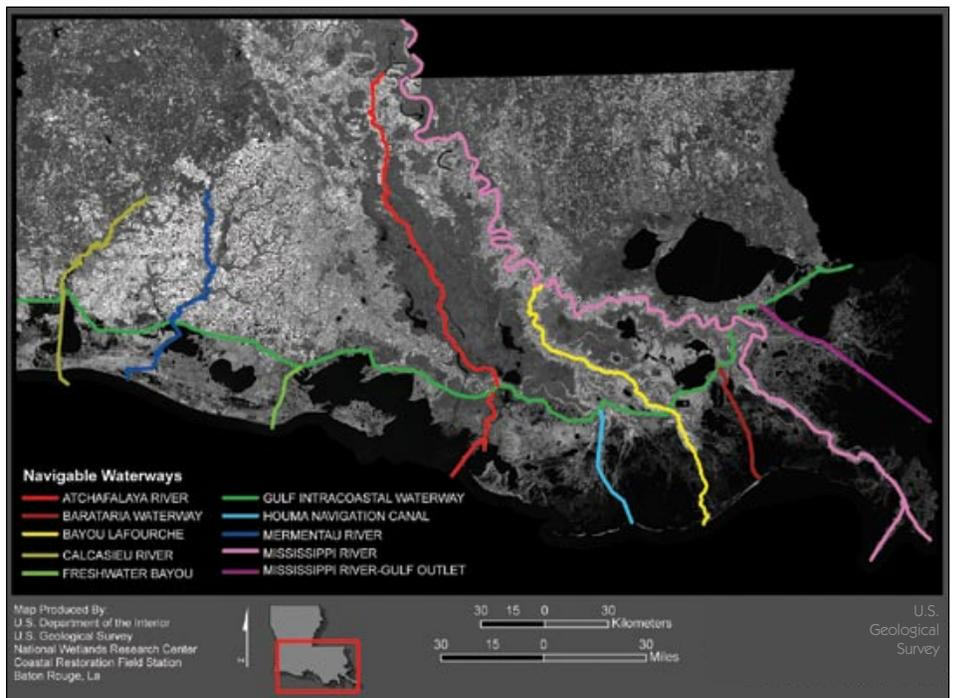 Navigable Waterways
ATCHAFALAYA RIVER
BARATARIA WATERWAY
BAYOU LAFOURCHE
CALCASIEU RIVER
FRESHWATER BAYOU
GULF INTRACOASTAL WATERWAY
HOUMA NAVIGATION CANAL
MERMENTAU RIVER
MISSISSIPPI RIVER
MISSISSIPPI RIVER-GULF OUTLET
Map Produced By:
U.S. Department of the Interior
U.S. Geological Survey
National Wetlands Research Center
Coastal Restoration Field Station
Baton Rouge, La
N
30 15 0 30
Kilometers
30 15 0 30
Miles
U.S.
Geological
Survey